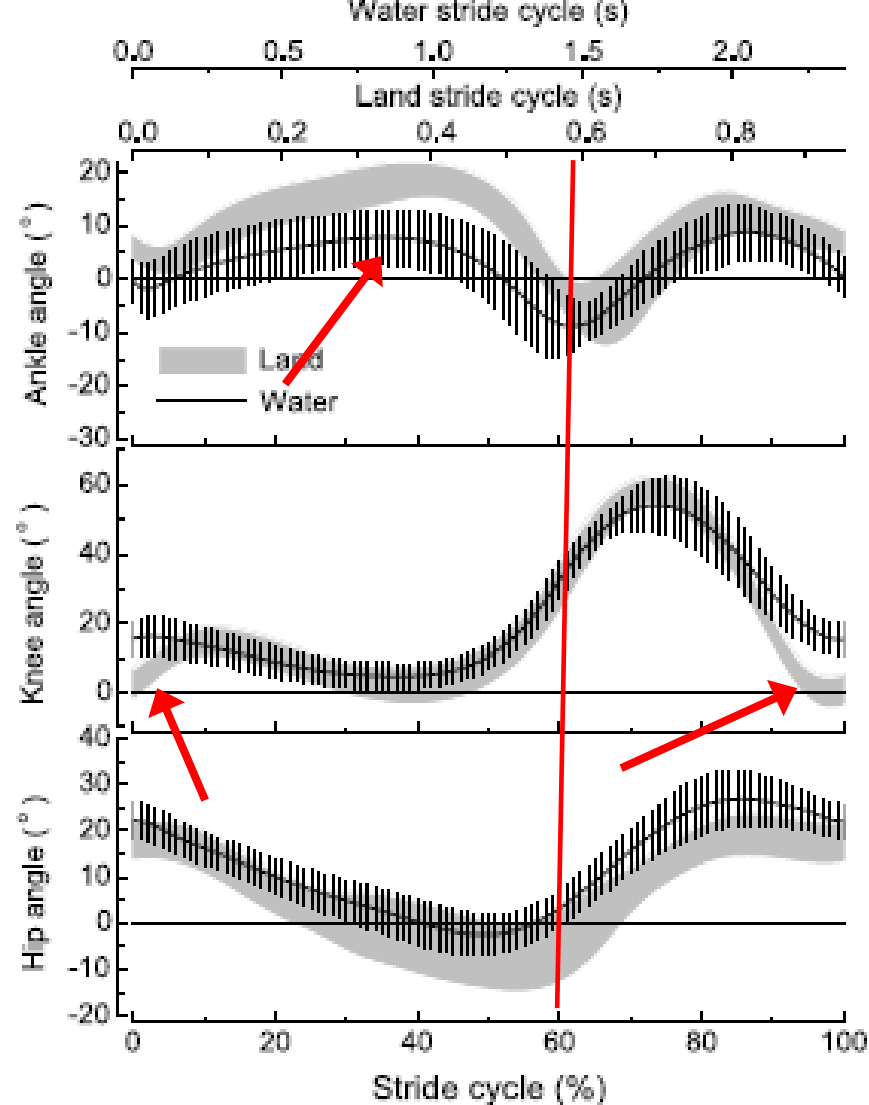 Water stride cycle (s)
0.0 0.5 1.0 1.5 2.0
Land stride cycle (s)
0.0 0.2 0.4 0.6 0.8
Ankle angle (°)
20
10
0
-10
-20
-30
Land
Water
Knee angle (°)
60
40
20
0
Hip angle (°)
40
30
20
10
0
-10
-20
0 20 40 60 80 100
Stride cycle (%)